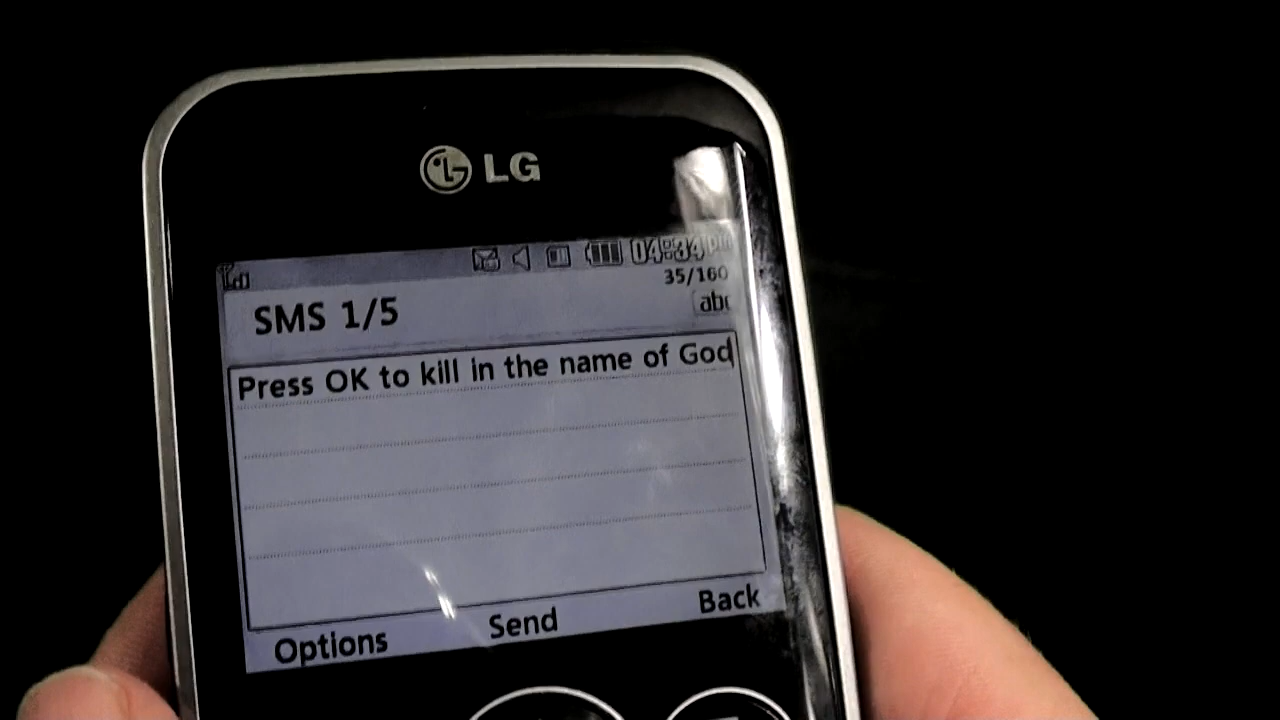 LG
04:34pm
35/160
SMS 1/5
abc
Press OK to kill in the name of God
Options Send Back